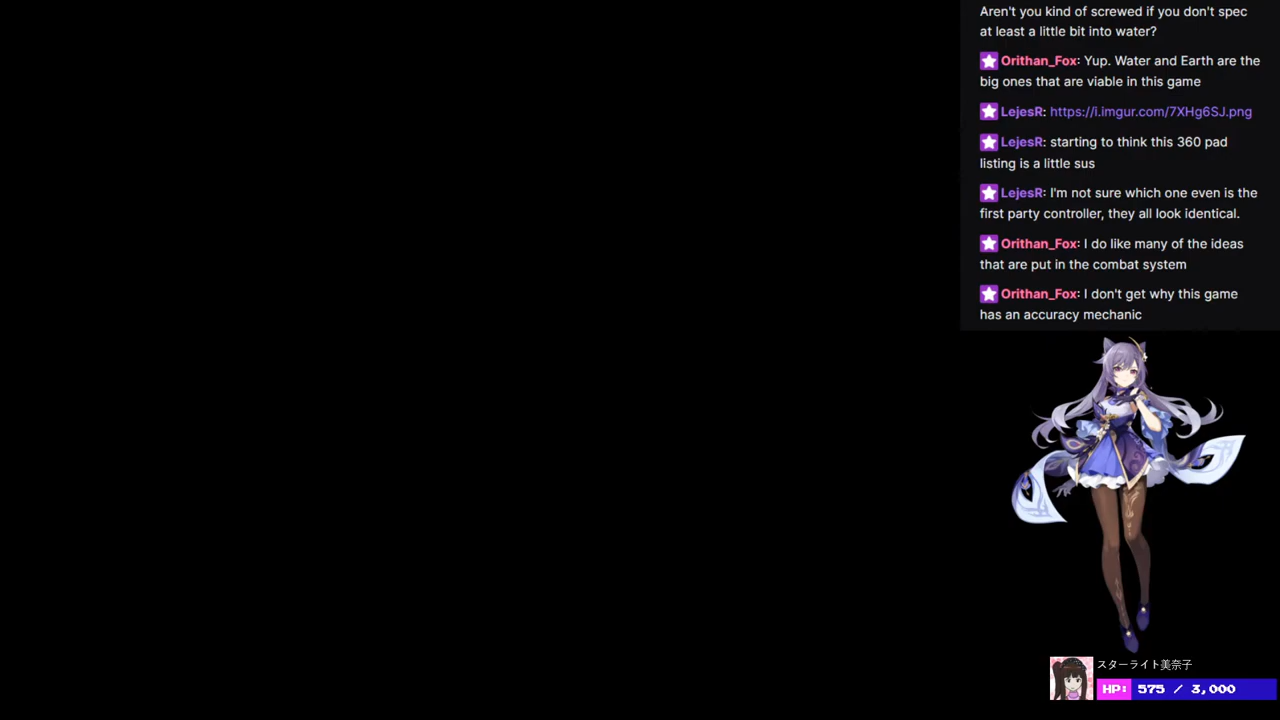 Aren't you kind of screwed if you don't spec
at least a little bit into water?
Orithan_Fox: Yup. Water and Earth are the
big ones that are viable in this game
LejesR: https://i.imgur.com/7XHg6SJ.png
LejesR: starting to think this 360 pad
listing is a little sus
LejesR: I'm not sure which one even is the
first party controller, they all look identical.
Orithan_Fox: I do like many of the ideas
that are put in the combat system
Orithan_Fox: I don't get why this game
has an accuracy mechanic
スターライト美奈子
HP: 575 / 3,000